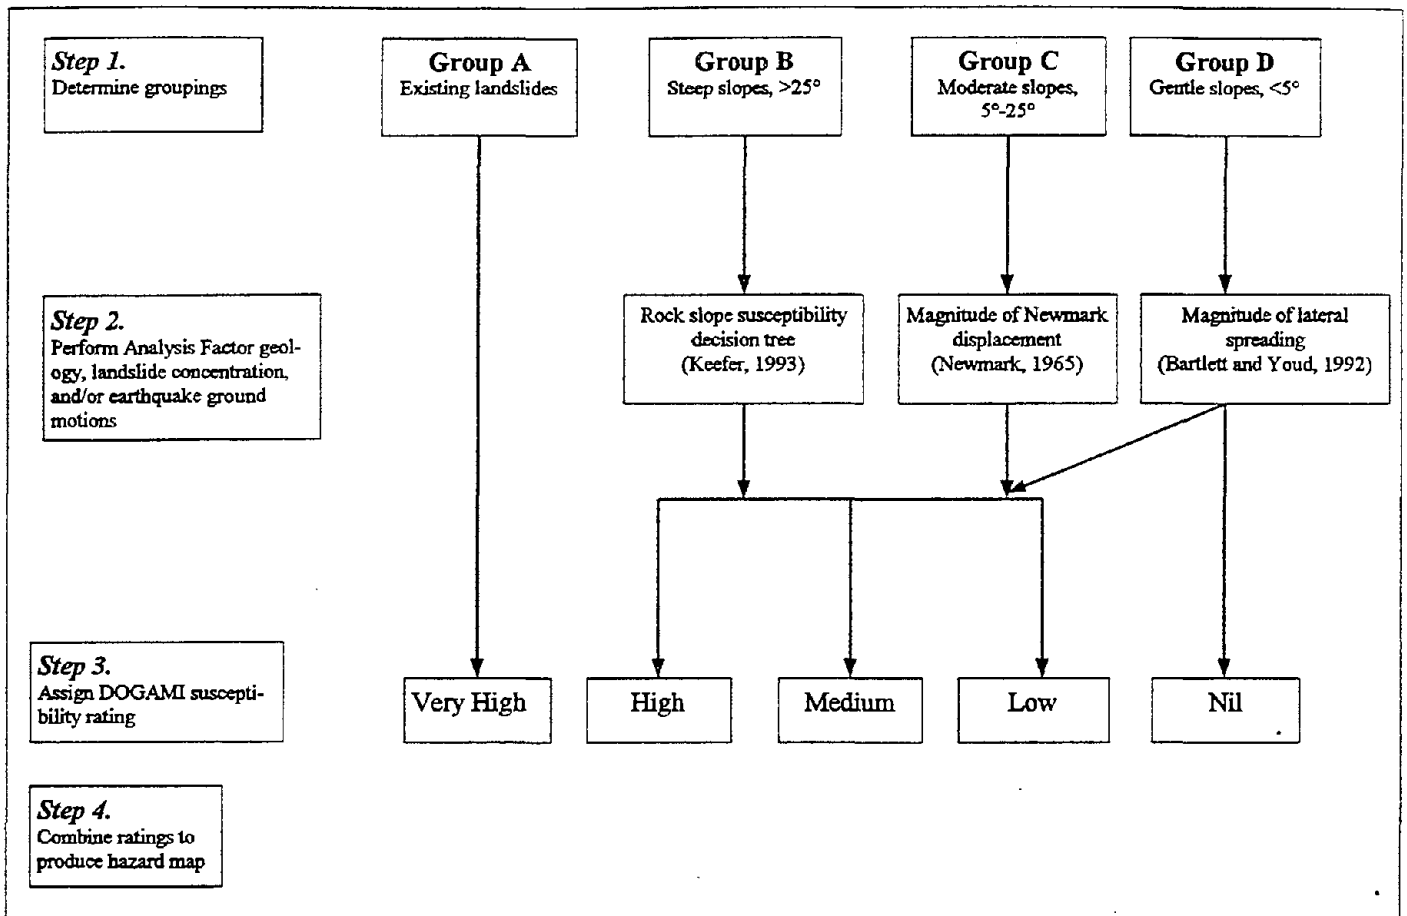 Step 1.
Determine groupings
Group A
Existing landslides
Group B
Steep slopes, >25°
Group C
Moderate slopes,
5°-25°
Group D
Gentle slopes, <5°
Step 2.
Perform Analysis Factor geol-
ogy, landslide concentration,
and/or earthquake ground
motions
Rock slope susceptibility
decision tree
(Keefer, 1993)
Magnitude of Newmark
displacement
(Newmark, 1965)
Magnitude of lateral
spreading
(Bartlett and Youd, 1992)
Step 3.
Assign DOGAMI suscepti-
bility rating
Very High
High
Medium
Low
Nil
Step 4.
Combine ratings to
produce hazard map